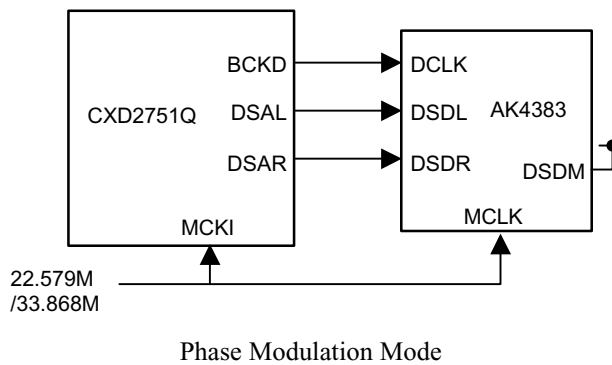 BCKD DCLK
CXD2751Q DSAL DSDL AK4383
DSAR DSDR
DSDM
MCKI MCLK
22.579M
/33.868M
Phase Modulation Mode